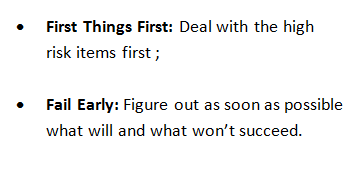 • First Things First: Deal with the high
risk items first ;
• Fail Early: Figure out as soon as possible
what will and what won’t succeed.